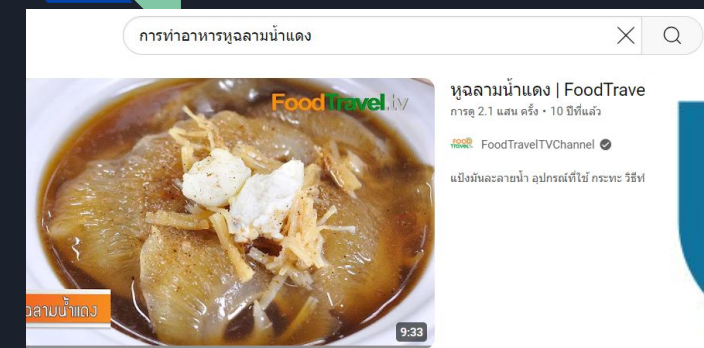 การทำอาหารหูฉลามน้ำแดง
FoodTravel.tv
ฉลามน้ำแดง
9:33
หูฉลามน้ำแดง | FoodTrave
การดู 2.1 แสน ครั้ง • 10 ปีที่แล้ว
FOOD TRAVEL
FoodTravelTVChannel
แป้งมันละลายน้ำ อุปกรณ์ที่ใช้ กระทะ วิธีทำ